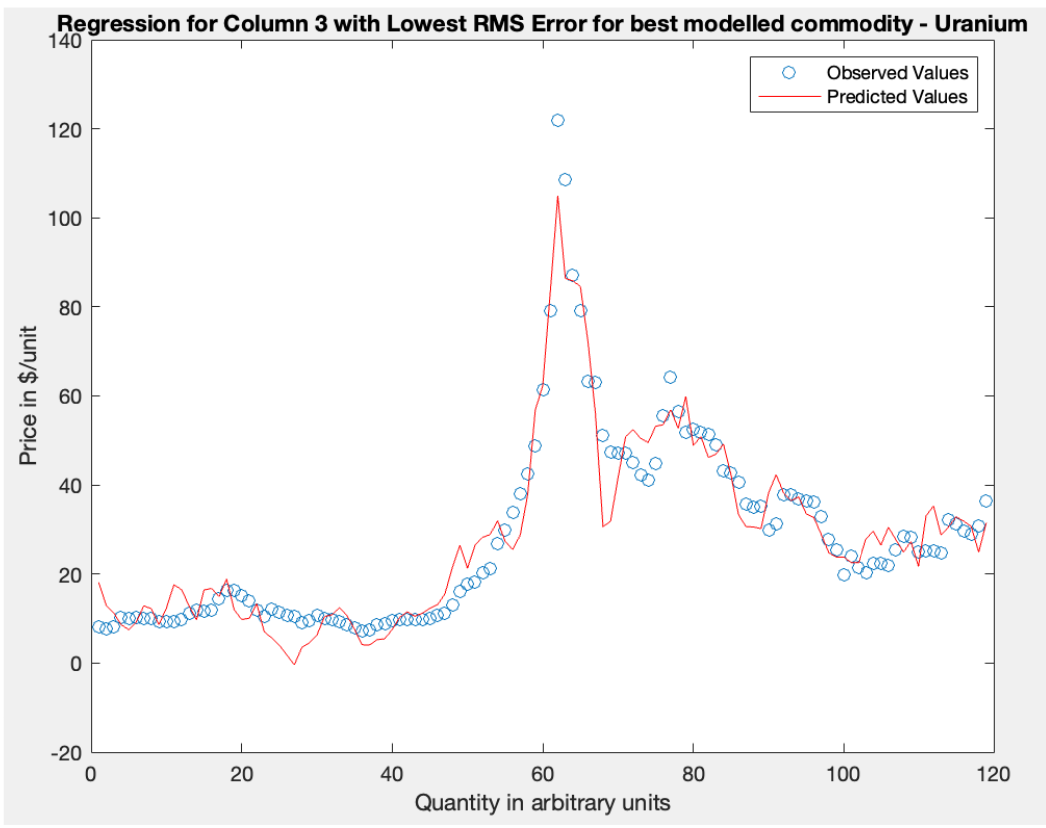 Regression for Column 3 with Lowest RMS Error for best modelled commodity - Uranium
Observed Values
Predicted Values
140
120
100
80
60
40
20
0
-20
Price in $/unit
0 20 40 60 80 100 120
Quantity in arbitrary units